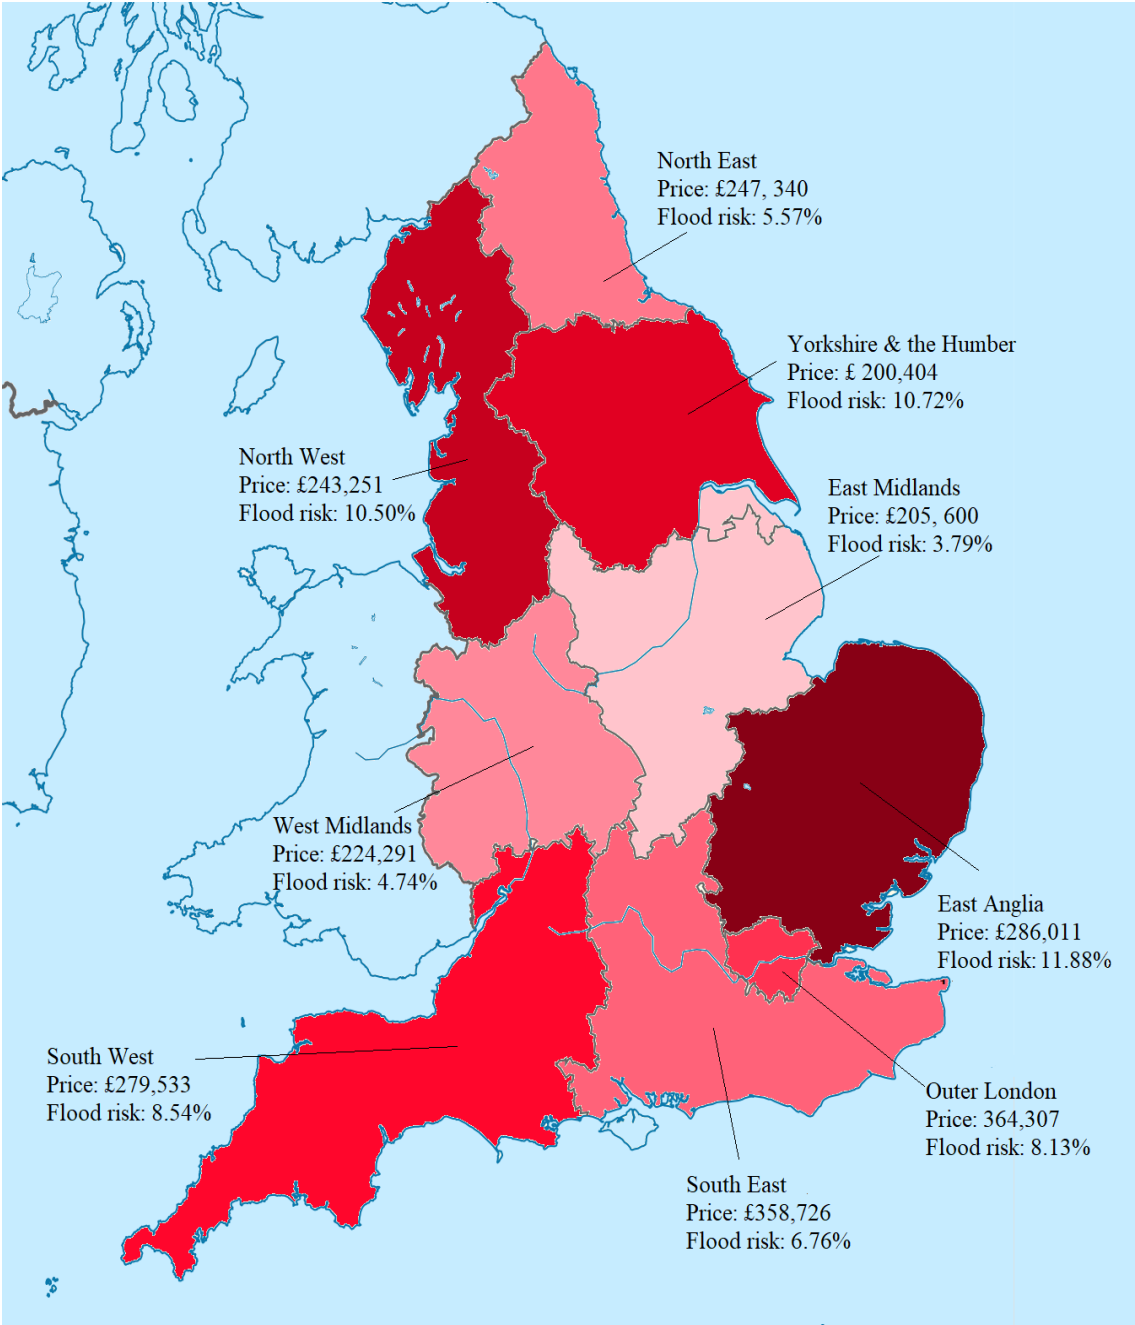 North East
Price: £247, 340
Flood risk: 5.57%
Yorkshire & the Humber
Price: £ 200,404
Flood risk: 10.72%
North West
Price: £243,251
Flood risk: 10.50%
East Midlands
Price: £205, 600
Flood risk: 3.79%
West Midlands
Price: £224,291
Flood risk: 4.74%
East Anglia
Price: £286,011
Flood risk: 11.88%
South West
Price: £279,533
Flood risk: 8.54%
Outer London
Price: 364,307
Flood risk: 8.13%
South East
Price: £358,726
Flood risk: 6.76%